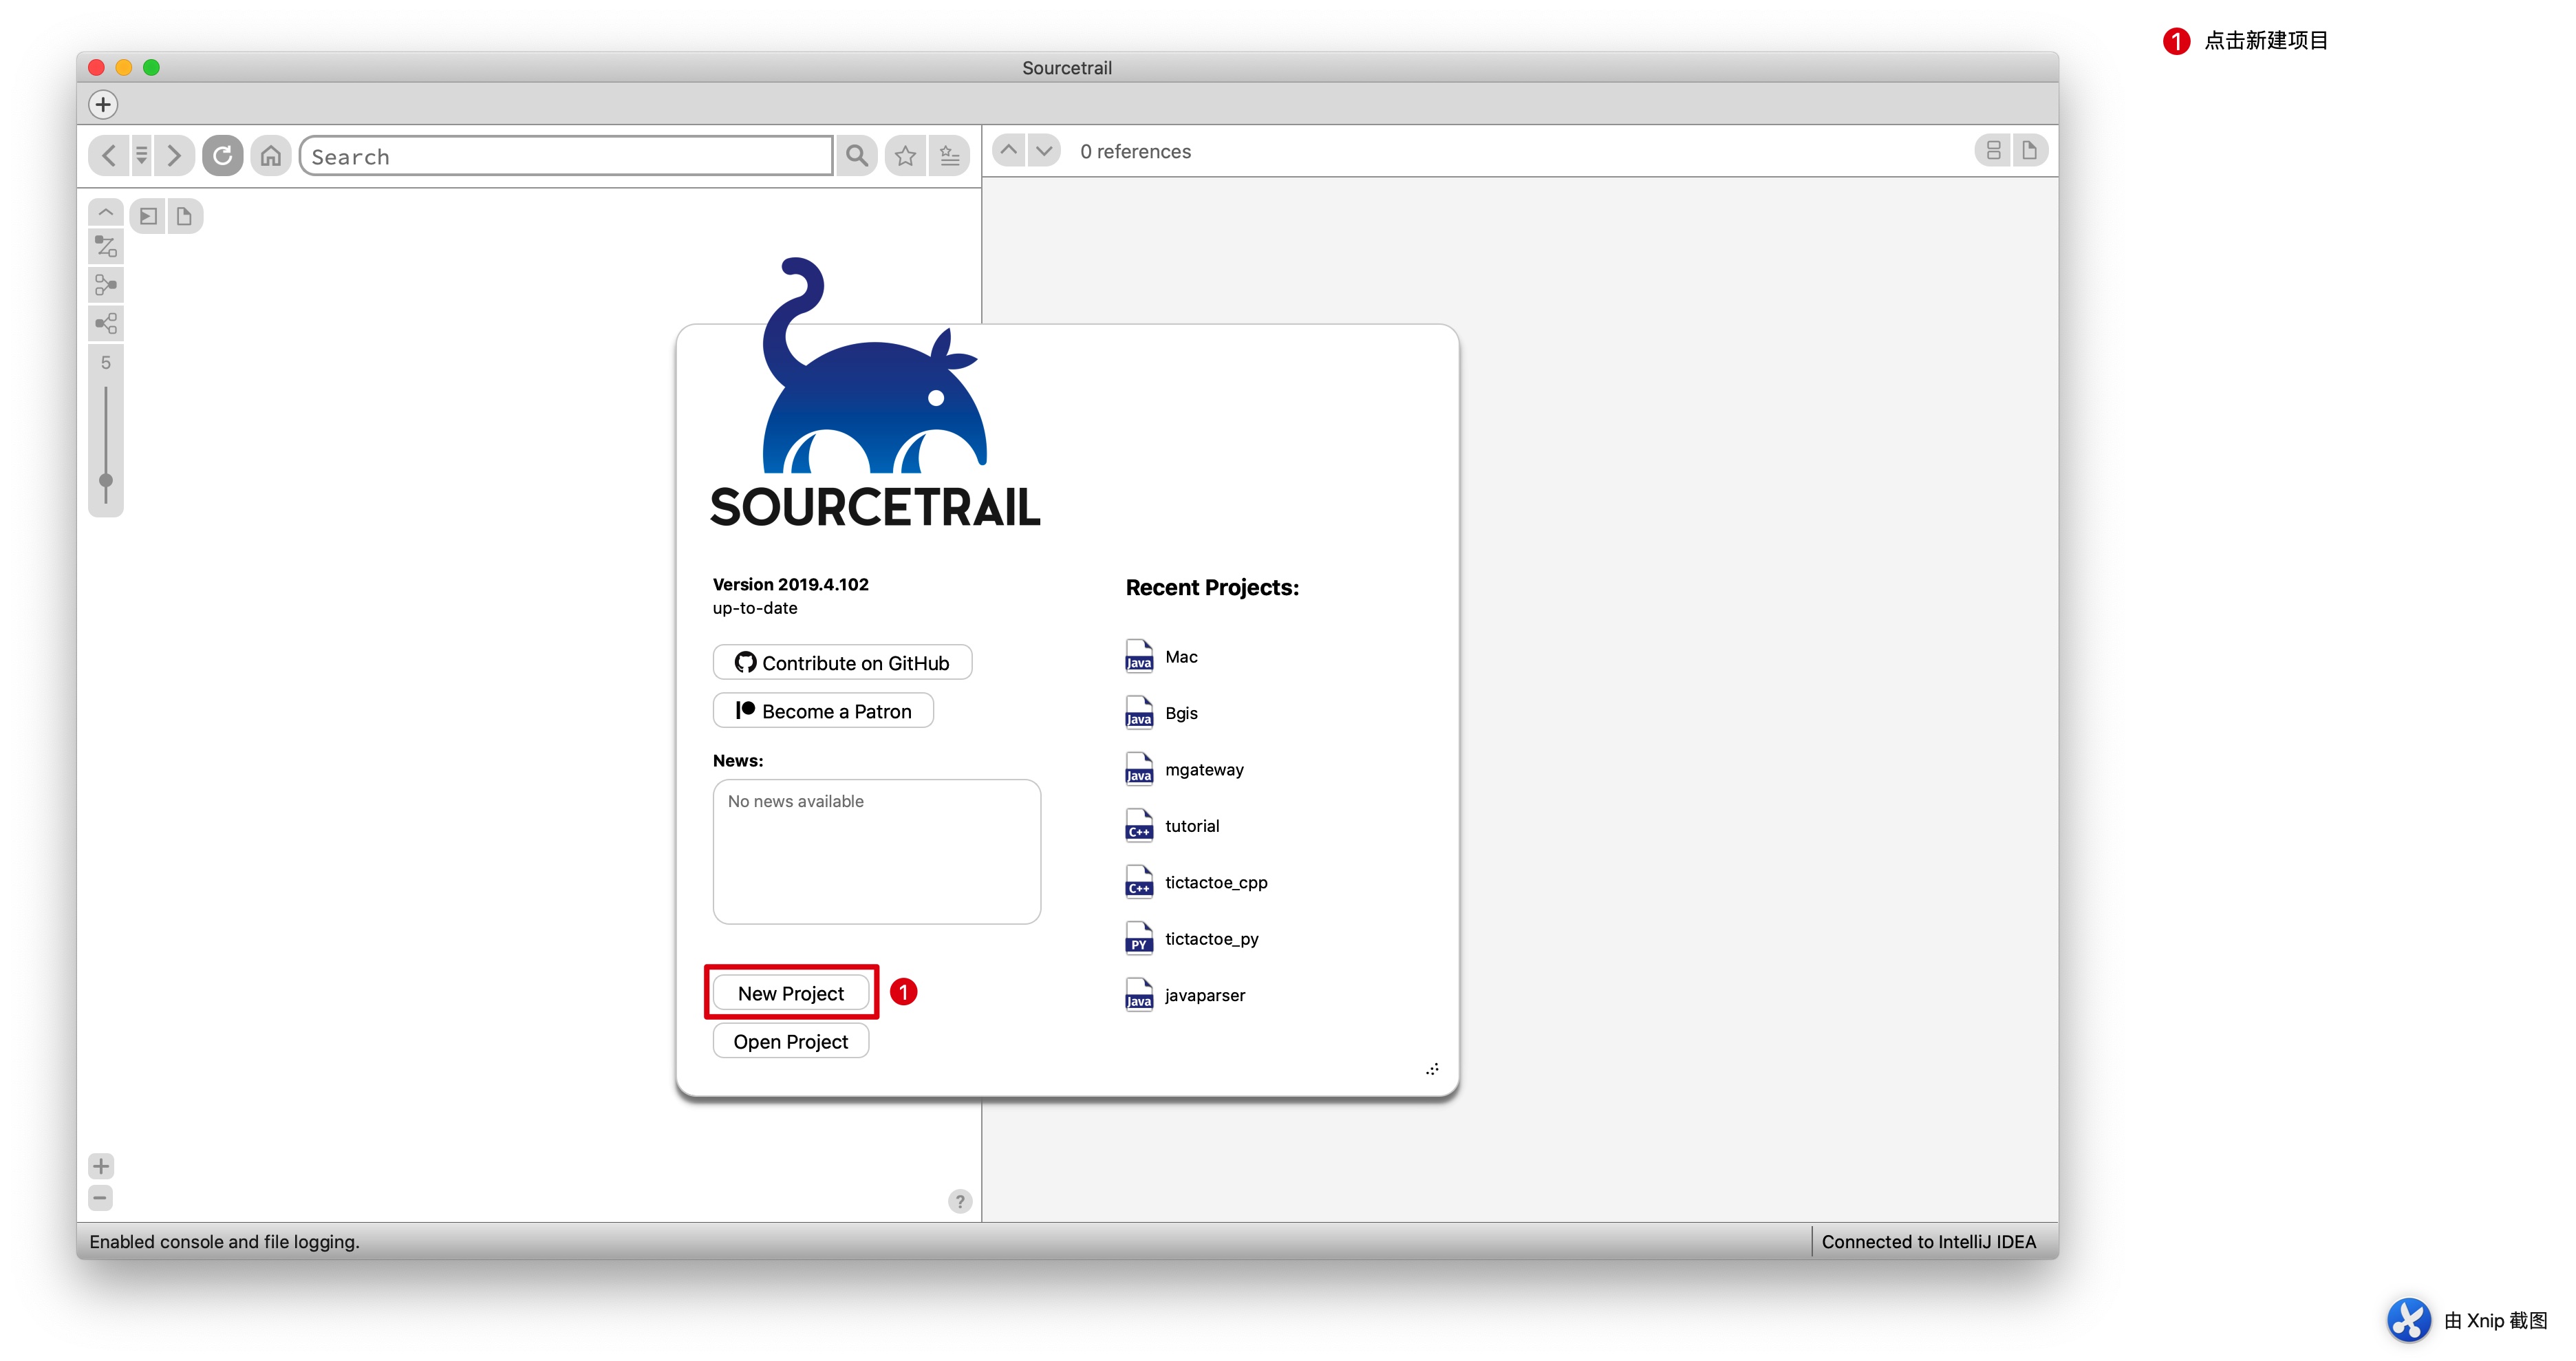 Sourcetrail
Search
0 references
5
SOURCETRAIL
Version 2019.4.102
up-to-date
Contribute on GitHub
Become a Patron
News:
No news available
New Project
1
Open Project
Recent Projects:
Java Mac
Java Bgis
Java mgateway
C++ tutorial
C++ tictactoe_cpp
PY tictactoe_py
Java javaparser
?
Enabled console and file logging.
Connected to IntelliJ IDEA
1 点击新建项目
由 Xnip 截图